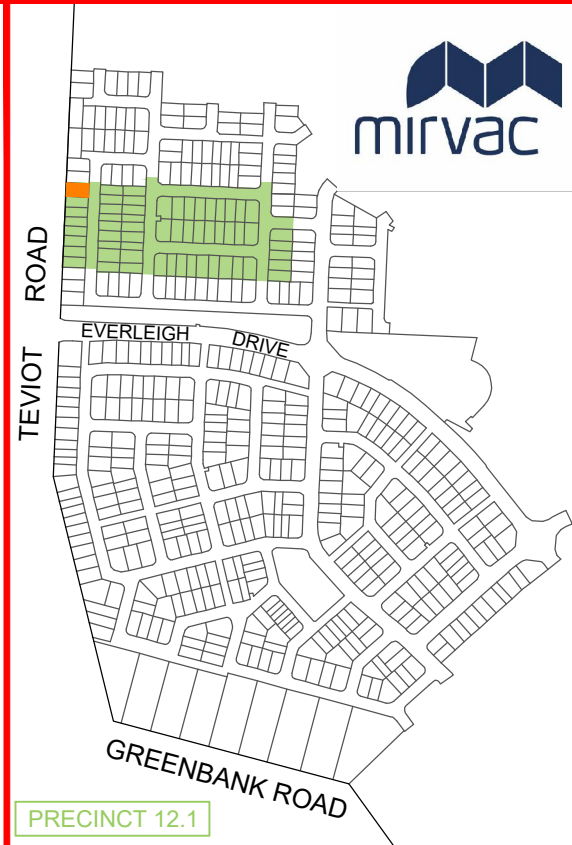 mirvac
TEVIOT ROAD
EVERLEIGH DRIVE
GREENBANK ROAD
PRECINCT 12.1